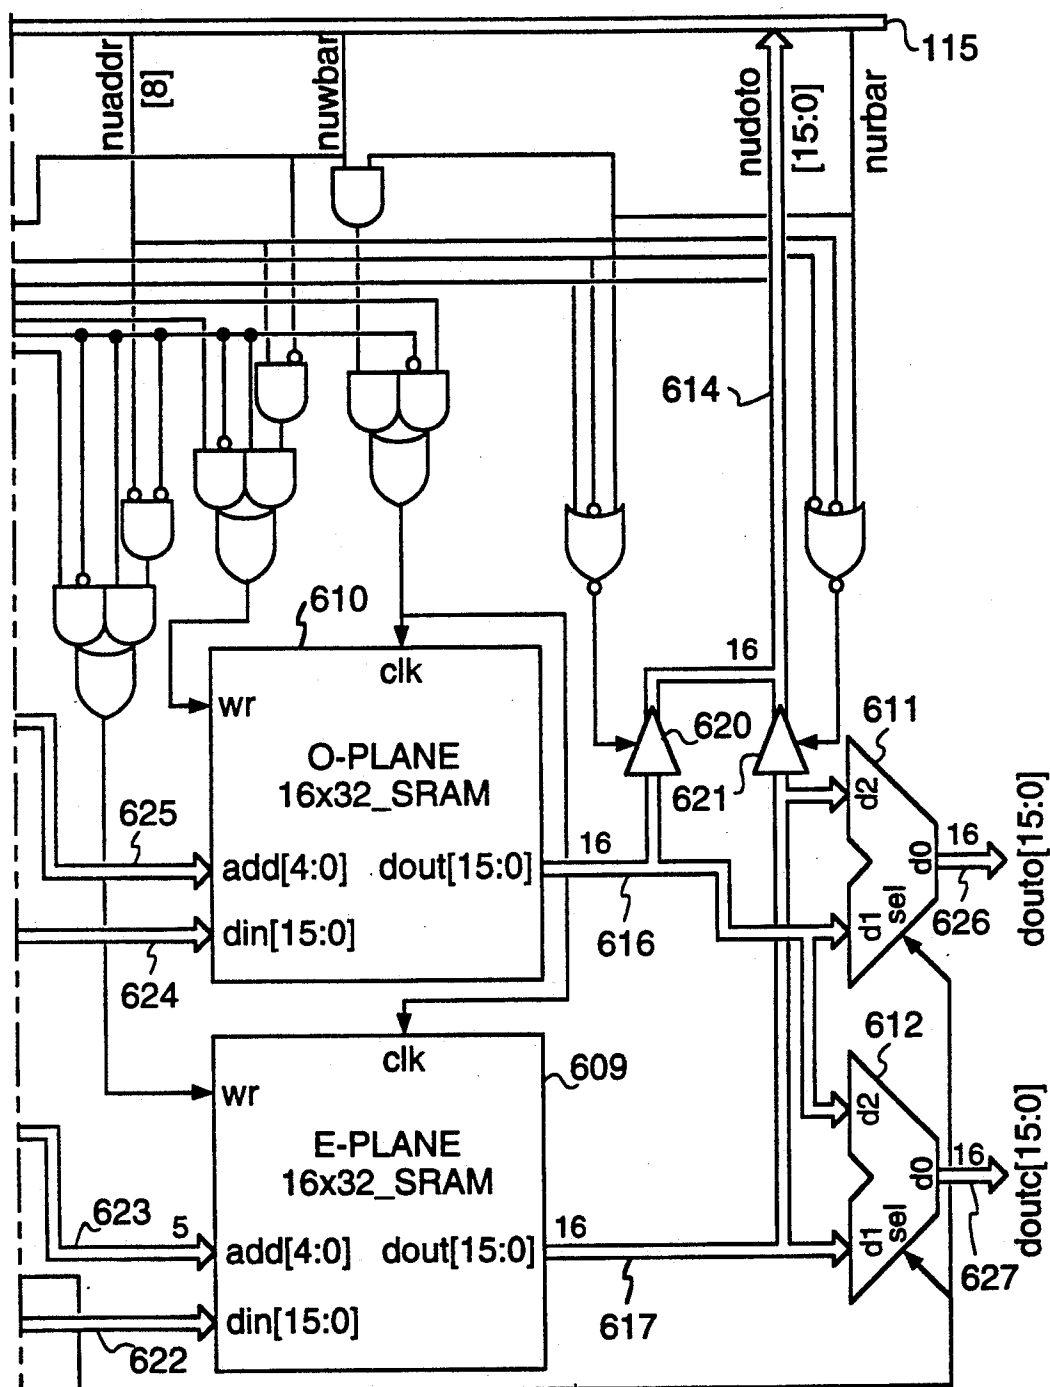 115
nuaddr
[8]
nuwbar
nudoto
[15:0]
nurbar
614
610
16
clk
wr
O-PLANE
16x32_SRAM
620
621
611
625
add[4:0]
dout[15:0]
16
616
din[15:0]
624
d2
d1
sel
d0
16
626
douto[15:0]
clk
609
612
wr
E-PLANE
16x32_SRAM
623
5
add[4:0]
dout[15:0]
16
617
din[15:0]
622
d2
d1
sel
d0
16
627
doutc[15:0]